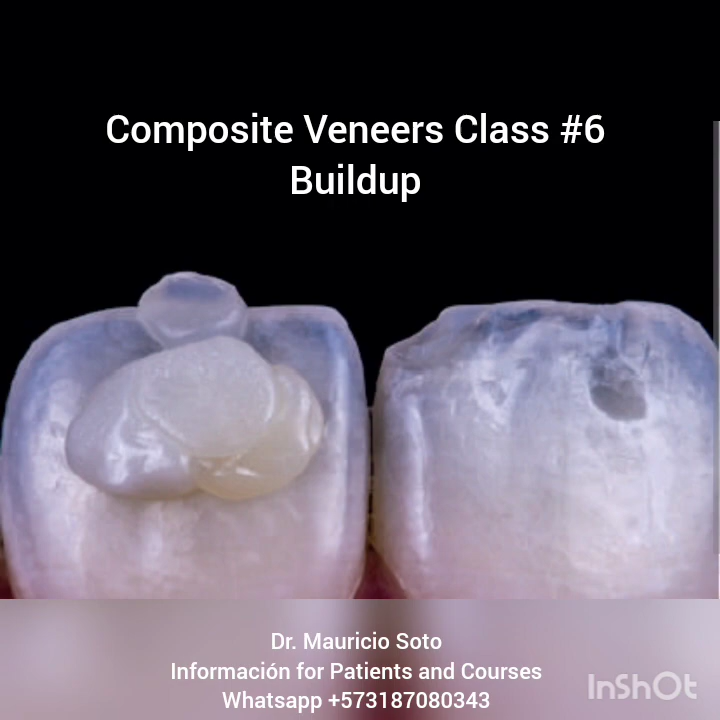 Composite Veneers Class #6
Buildup
Dr. Mauricio Soto
Información for Patients and Courses
Whatsapp +573187080343
InShOt